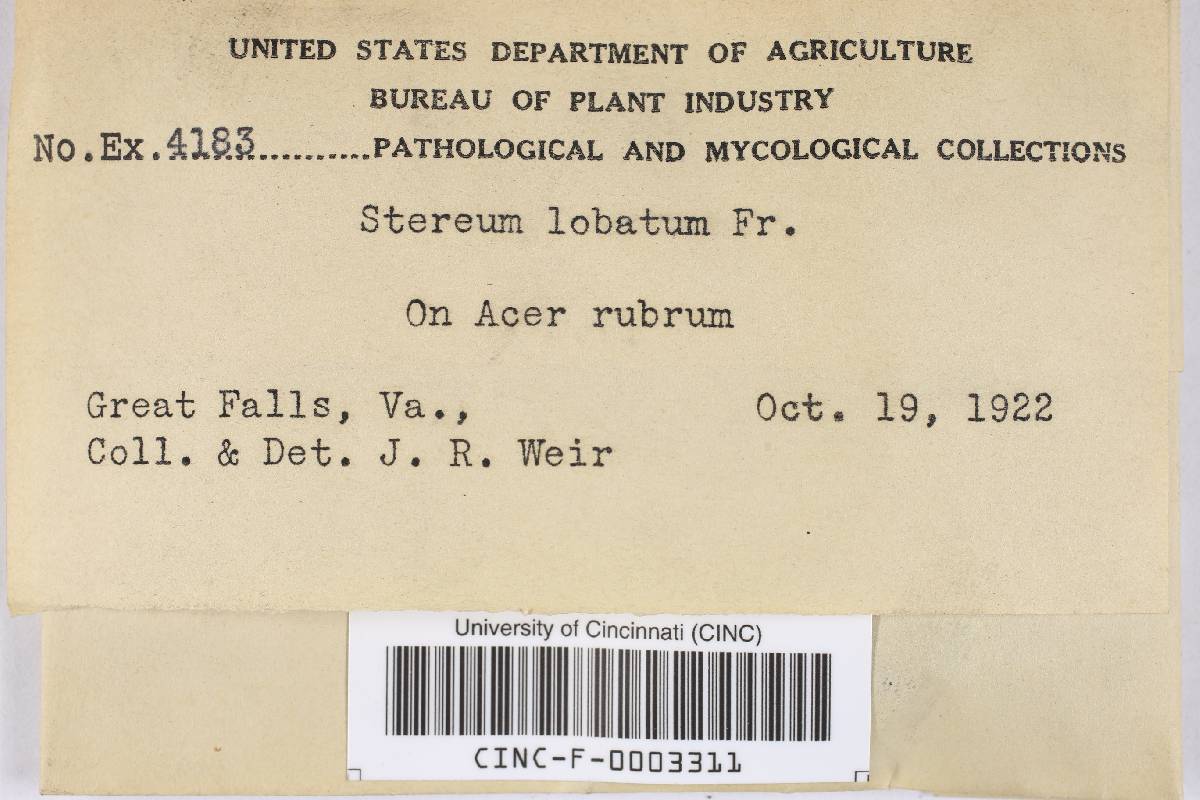 UNITED STATES DEPARTMENT OF AGRICULTURE
BUREAU OF PLANT INDUSTRY
No.Ex.4183..........PATHOLOGICAL AND MYCOLOGICAL COLLECTIONS
Stereum lobatum Fr.
On Acer rubrum
Great Falls, Va., Oct. 19, 1922
Coll. & Det. J. R. Weir
University of Cincinnati (CINC)
CINC-F-0003311